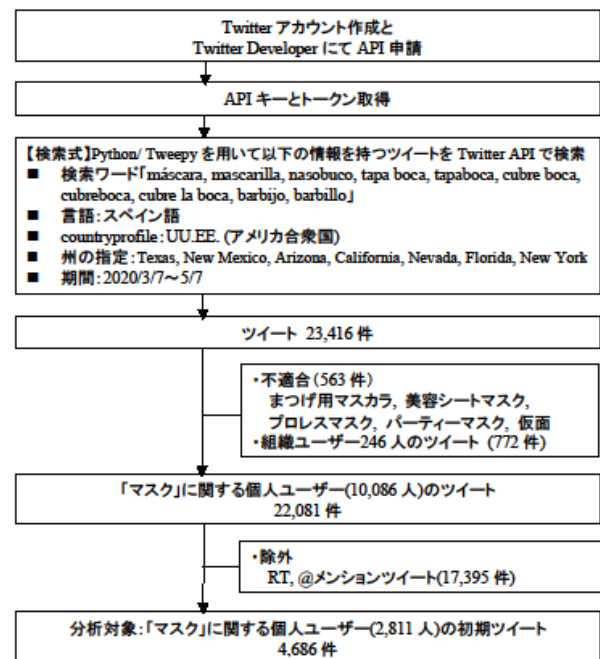 Twitter アカウント作成と
Twitter Developer にて API 申請
API キーとトークン取得
【検索式】Python/ Tweepy を用いて以下の情報を持つツイートを Twitter API で検索
■ 検索ワード「máscara, mascarilla, nasobuco, tapa boca, tapaboca, cubre boca,
cubreboca, cubre la boca, barbijo, barbillo」
■ 言語：スペイン語
■ countryprofile：UU.EE. (アメリカ合衆国)
■ 州の指定：Texas, New Mexico, Arizona, California, Nevada, Florida, New York
■ 期間：2020/3/7～5/7
ツイート 23,416 件
・不適合（563 件）
まつげ用マスカラ, 美容シートマスク,
プロレスマスク, パーティーマスク, 仮面
・組織ユーザー246 人のツイート (772 件)
「マスク」に関する個人ユーザー(10,086 人)のツイート
22,081 件
・除外
RT, @メンションツイート(17,395 件)
分析対象：「マスク」に関する個人ユーザー(2,811 人)の初期ツイート
4,686 件